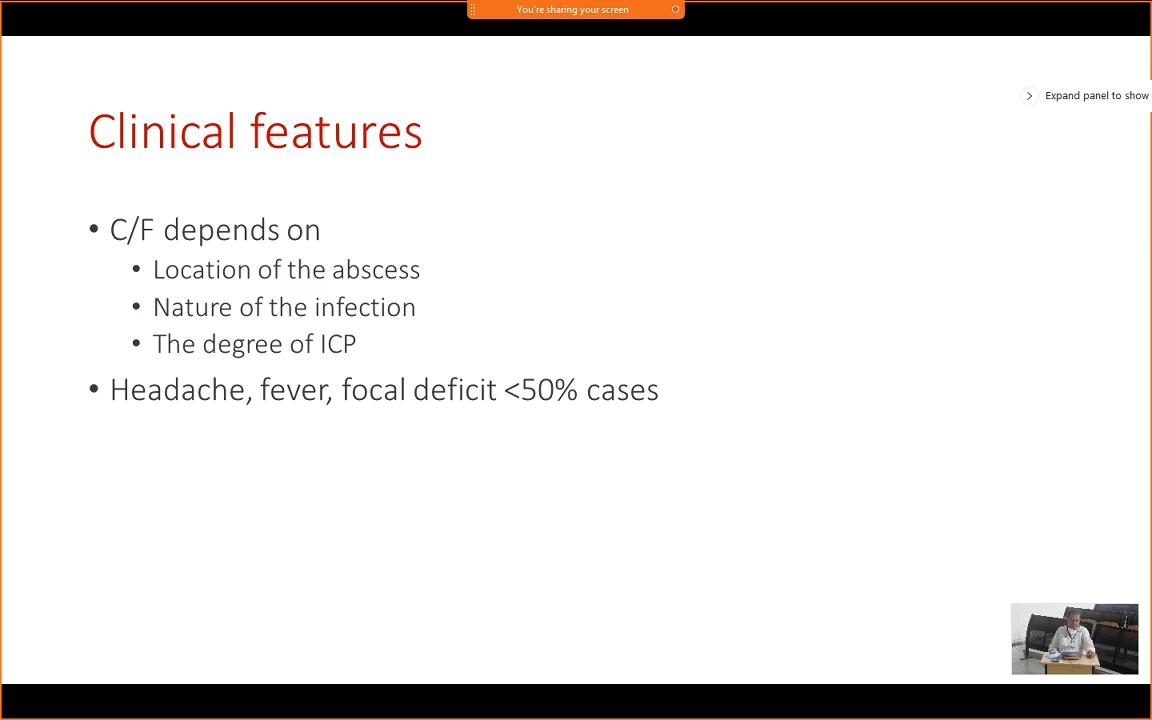 You're sharing your screen
Expand panel to show
Clinical features
• C/F depends on
• Location of the abscess
• Nature of the infection
• The degree of ICP
• Headache, fever, focal deficit <50% cases